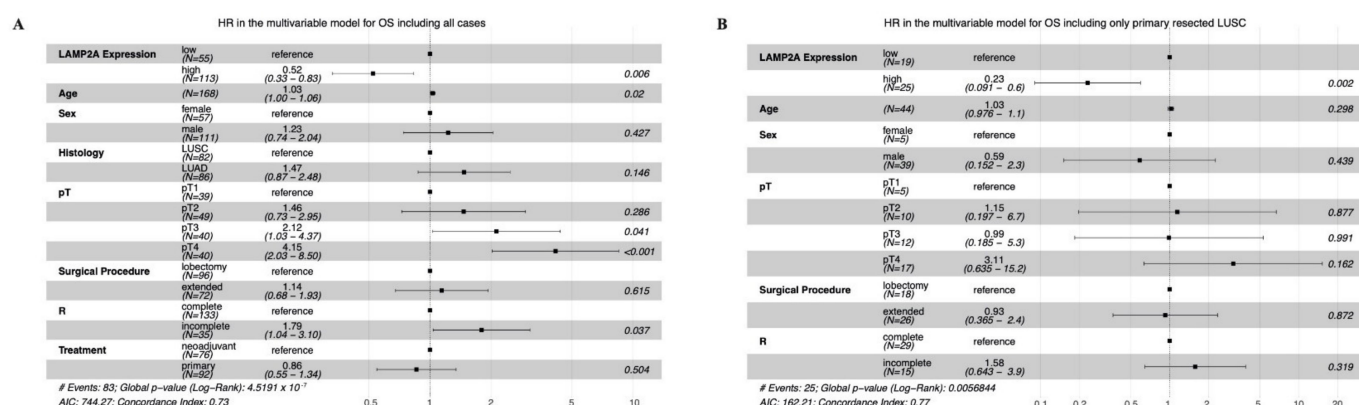 A
HR in the multivariable model for OS including all cases
LAMP2A Expression low (N=55) reference
high (N=113) 0.52 (0.33 – 0.83) 0.006
Age (N=168) 1.03 (1.00 – 1.06) 0.02
Sex female (N=57) reference
male (N=111) 1.23 (0.74 – 2.04) 0.427
Histology LUSC (N=82) reference
LUAD (N=86) 1.47 (0.87 – 2.48) 0.146
pT pT1 (N=39) reference
pT2 (N=49) 1.46 (0.73 – 2.95) 0.286
pT3 (N=40) 2.12 (1.03 – 4.37) 0.041
pT4 (N=40) 4.15 (2.03 – 8.50) <0.001
Surgical Procedure lobectomy (N=96) reference
extended (N=72) 1.14 (0.68 – 1.93) 0.615
R complete (N=133) reference
incomplete (N=35) 1.79 (1.04 – 3.10) 0.037
Treatment neoadjuvant (N=76) reference
primary (N=92) 0.86 (0.55 – 1.34) 0.504
# Events: 83; Global p-value (Log-Rank): 4.5191 x 10⁻⁷
AIC: 744.27; Concordance Index: 0.73
0.5 1 2 5 10
B
HR in the multivariable model for OS including only primary resected LUSC
LAMP2A Expression low (N=19) reference
high (N=25) 0.23 (0.091 – 0.6) 0.002
Age (N=44) 1.03 (0.976 – 1.1) 0.298
Sex female (N=5) reference
male (N=39) 0.59 (0.152 – 2.3) 0.439
pT pT1 (N=5) reference
pT2 (N=10) 1.15 (0.197 – 6.7) 0.877
pT3 (N=12) 0.99 (0.185 – 5.3) 0.991
pT4 (N=17) 3.11 (0.635 – 15.2) 0.162
Surgical Procedure lobectomy (N=18) reference
extended (N=26) 0.93 (0.365 – 2.4) 0.872
R complete (N=29) reference
incomplete (N=15) 1.58 (0.643 – 3.9) 0.319
# Events: 25; Global p-value (Log-Rank): 0.0056844
AIC: 162.21; Concordance Index: 0.77
0.1 0.2 0.5 1 2 5 10 20